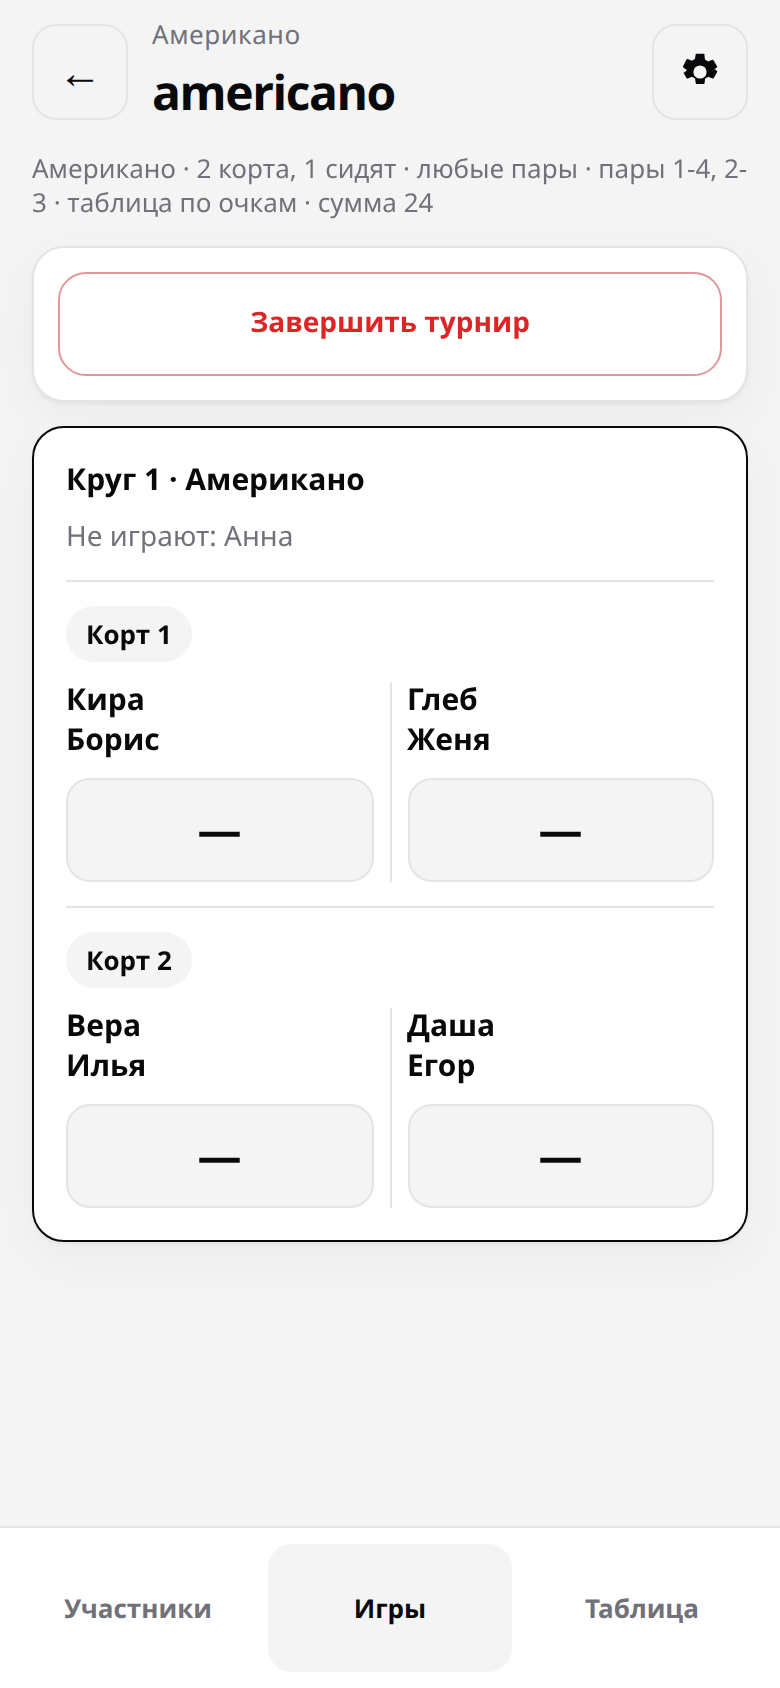 ←
Американо
americano
Американо · 2 корта, 1 сидят · любые пары · пары 1-4, 2-
3 · таблица по очкам · сумма 24
Завершить турнир
Круг 1 · Американо
Не играют: Анна
Корт 1
Кира
Борис
Глеб
Женя
—
—
Корт 2
Вера
Илья
Даша
Егор
—
—
Участники
Игры
Таблица